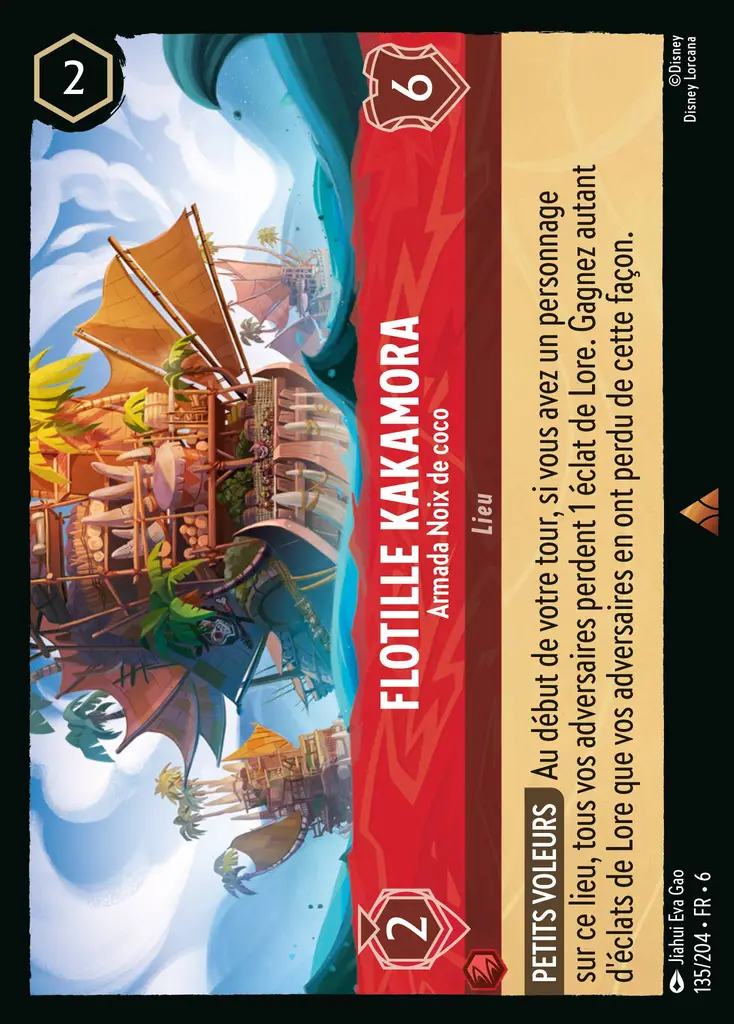 2
2
FLOTILLE KAKAMORA
Armada Noix de coco
6
Lieu
PETITS VOLEURS Au début de votre tour, si vous avez un personnage
sur ce lieu, tous vos adversaires perdent 1 éclat de Lore. Gagnez autant
d'éclats de Lore que vos adversaires en ont perdu de cette façon.
Jiahui Eva Gao
135/204 • FR • 6
©Disney
Disney Lorcana